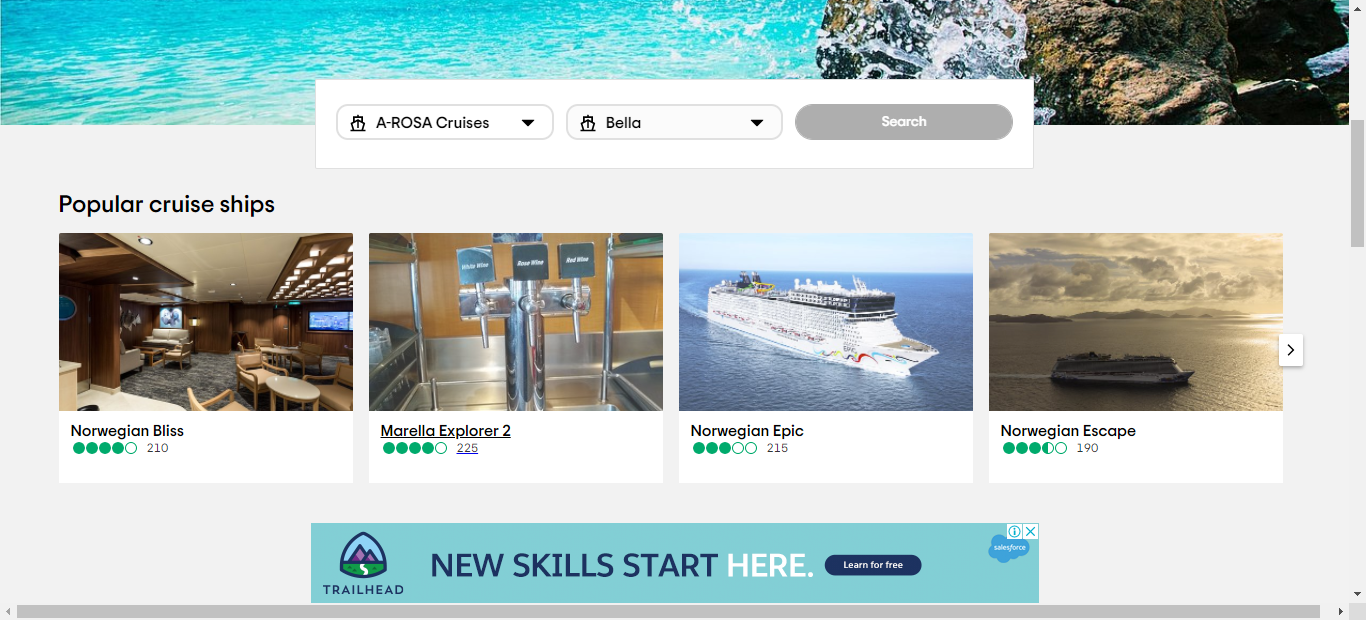 A-ROSA Cruises
Bella
Search
Popular cruise ships
White Wine
Rose Wine
Red Wine
Norwegian Bliss
210
Marella Explorer 2
225
Norwegian Epic
215
Norwegian Escape
190
TRAILHEAD
NEW SKILLS START HERE.
Learn for free
salesforce